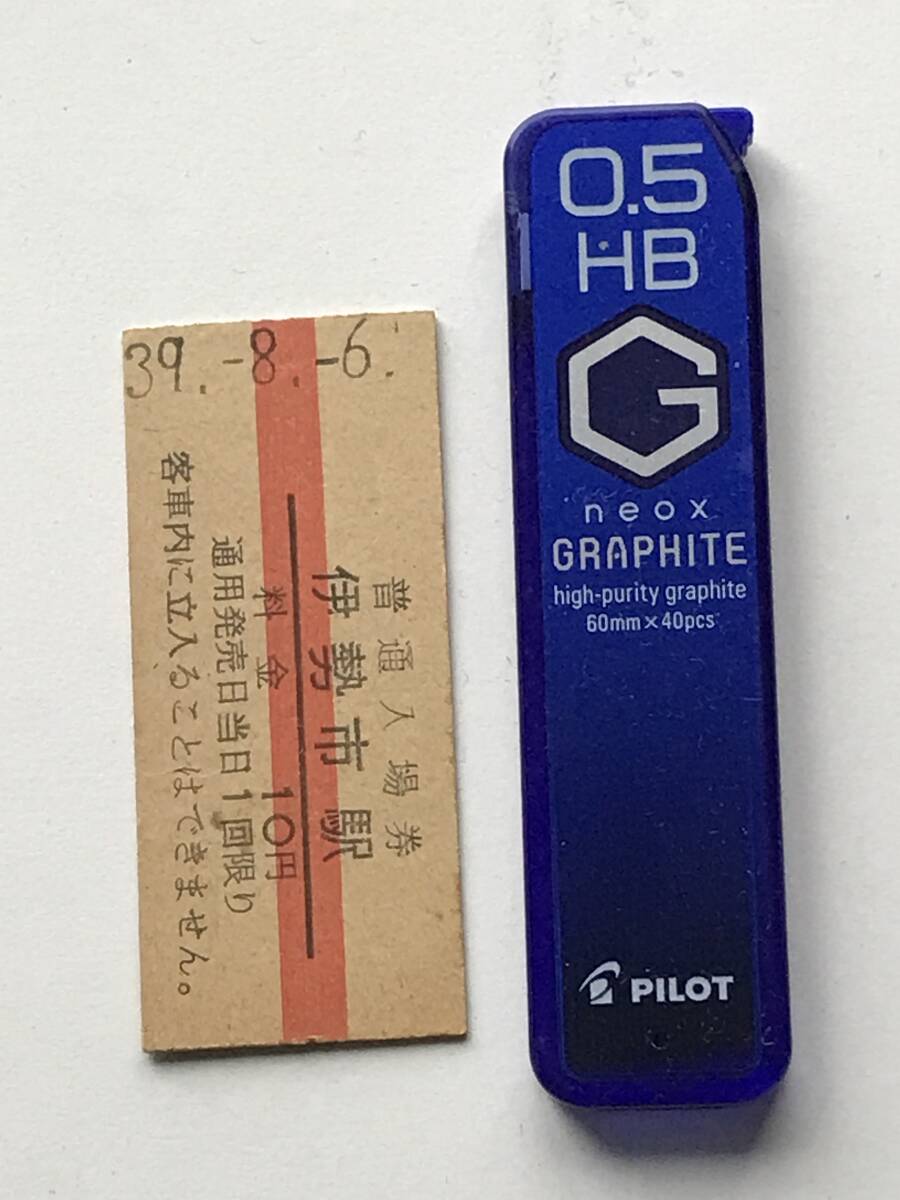 39.-8.-6.
普通入場券
伊勢市駅
料金 10円
通用発売日当日1回限り
客車内に立入ることはできません。
0.5
HB
G
neox
GRAPHITE
high-purity graphite
60mm×40pcs
PILOT